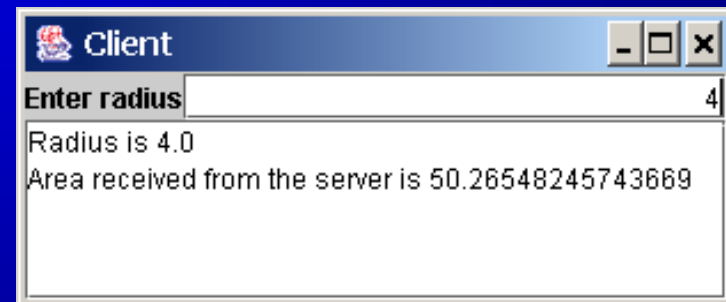 Client
Enter radius 4
Radius is 4.0
Area received from the server is 50.26548245743669